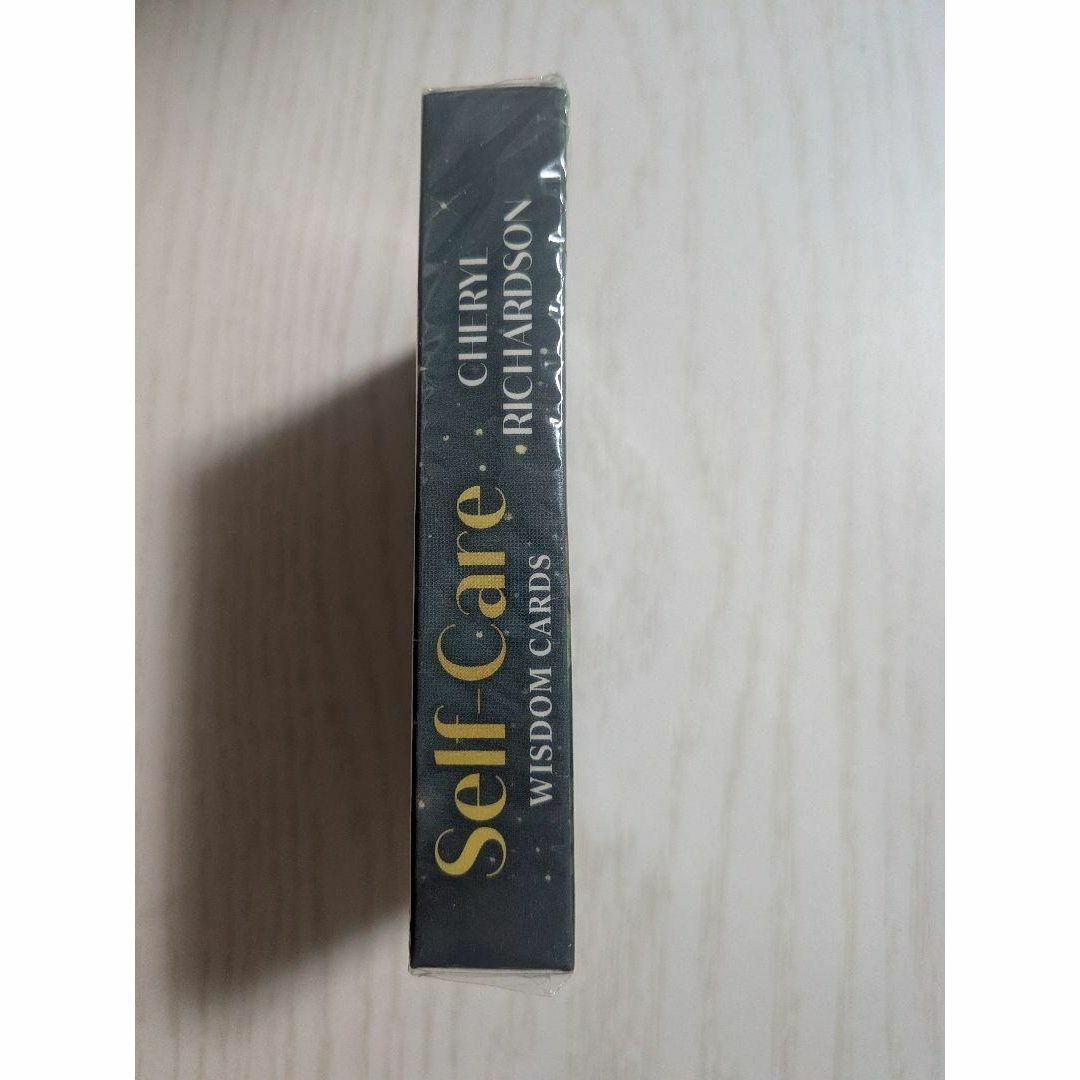 Self-Care
WISDOM CARDS
CHERYL
RICHARDSON